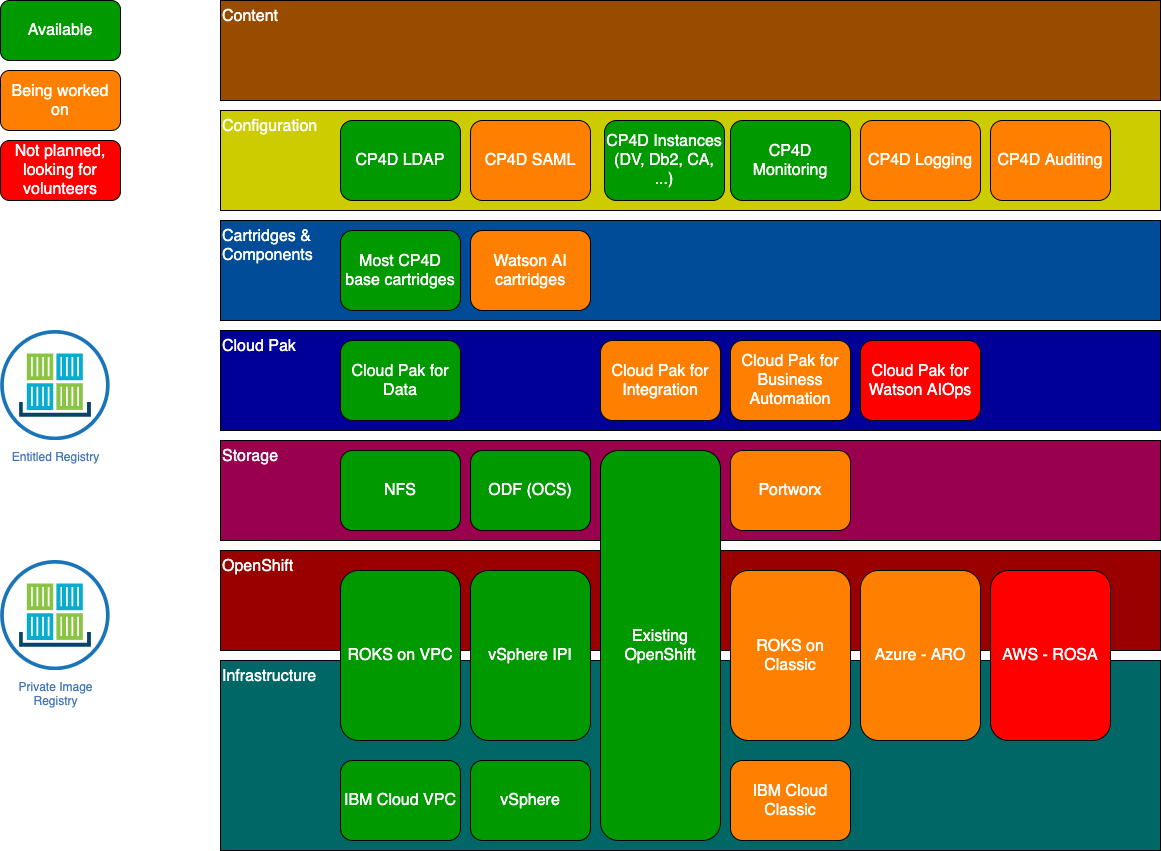 Available
Being worked
on
Not planned,
looking for
volunteers
Entitled Registry
Private Image
Registry
Content
Configuration
CP4D LDAP
CP4D SAML
CP4D Instances
(DV, Db2, CA,
...)
CP4D
Monitoring
CP4D Logging
CP4D Auditing
Cartridges &
Components
Most CP4D
base cartridges
Watson AI
cartridges
Cloud Pak
Cloud Pak for
Data
Cloud Pak for
Integration
Cloud Pak for
Business
Automation
Cloud Pak for
Watson AIOps
Storage
NFS
ODF (OCS)
Portworx
OpenShift
ROKS on VPC
vSphere IPI
Existing
OpenShift
ROKS on
Classic
Azure - ARO
AWS - ROSA
Infrastructure
IBM Cloud VPC
vSphere
IBM Cloud
Classic